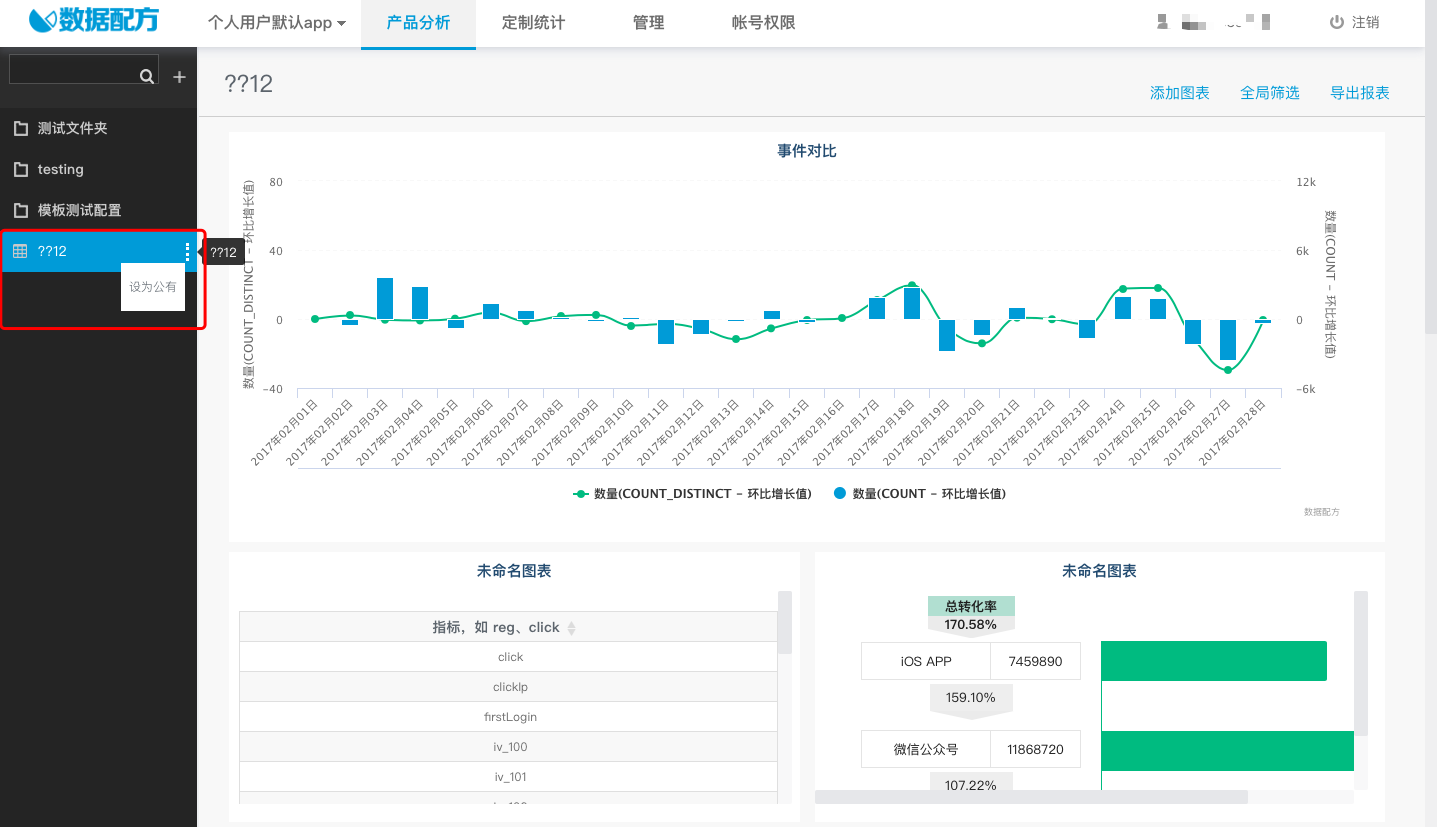 数据配方
个人用户默认app
产品分析
定制统计
管理
帐号权限
注销
测试文件夹
testing
模板测试配置
??12
设为公有
??12
??12
添加图表
全局筛选
导出报表
事件对比
数量(COUNT_DISTINCT - 环比增长值)
80
40
0
-40
12k
6k
0
-6k
数量(COUNT - 环比增长值)
2017年02月01日
2017年02月02日
2017年02月03日
2017年02月04日
2017年02月05日
2017年02月06日
2017年02月07日
2017年02月08日
2017年02月09日
2017年02月10日
2017年02月11日
2017年02月12日
2017年02月13日
2017年02月14日
2017年02月15日
2017年02月16日
2017年02月17日
2017年02月18日
2017年02月19日
2017年02月20日
2017年02月21日
2017年02月22日
2017年02月23日
2017年02月24日
2017年02月25日
2017年02月26日
2017年02月27日
2017年02月28日
数量(COUNT_DISTINCT - 环比增长值)
数量(COUNT - 环比增长值)
数据配方
未命名图表
指标，如 reg、click
click
clickIp
firstLogin
iv_100
iv_101
未命名图表
总转化率
170.58%
iOS APP
7459890
159.10%
微信公众号
11868720
107.22%